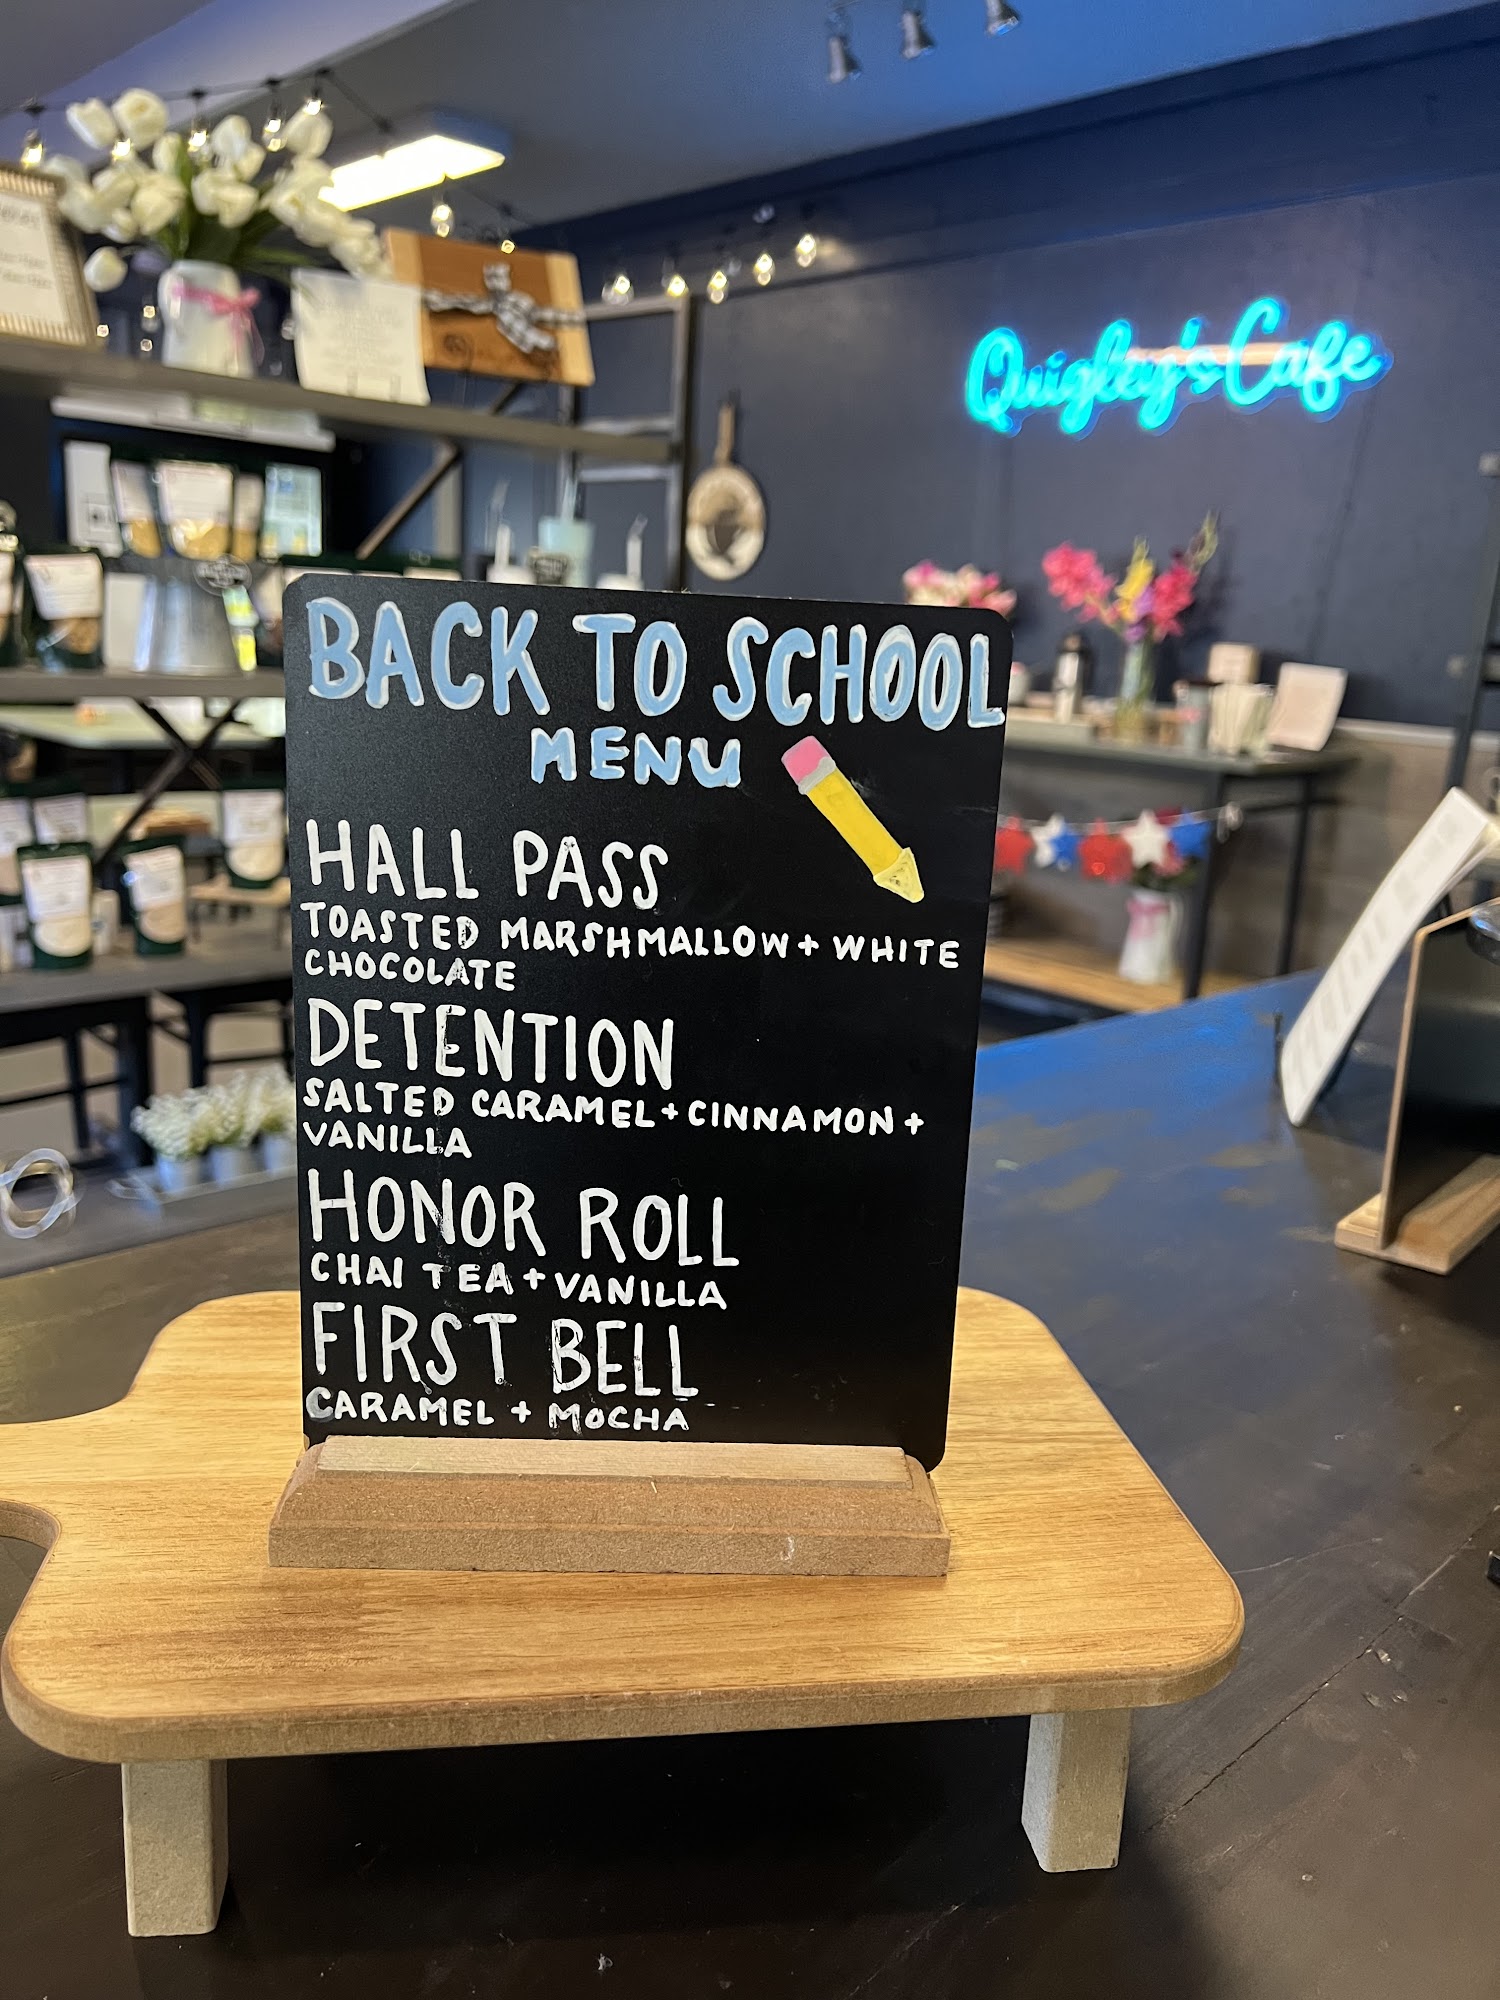 Quigley's Cafe
BACK TO SCHOOL
MENU
HALL PASS
TOASTED MARSHMALLOW + WHITE
CHOCOLATE
DETENTION
SALTED CARAMEL + CINNAMON +
VANILLA
HONOR ROLL
CHAI TEA + VANILLA
FIRST BELL
CARAMEL + MOCHA